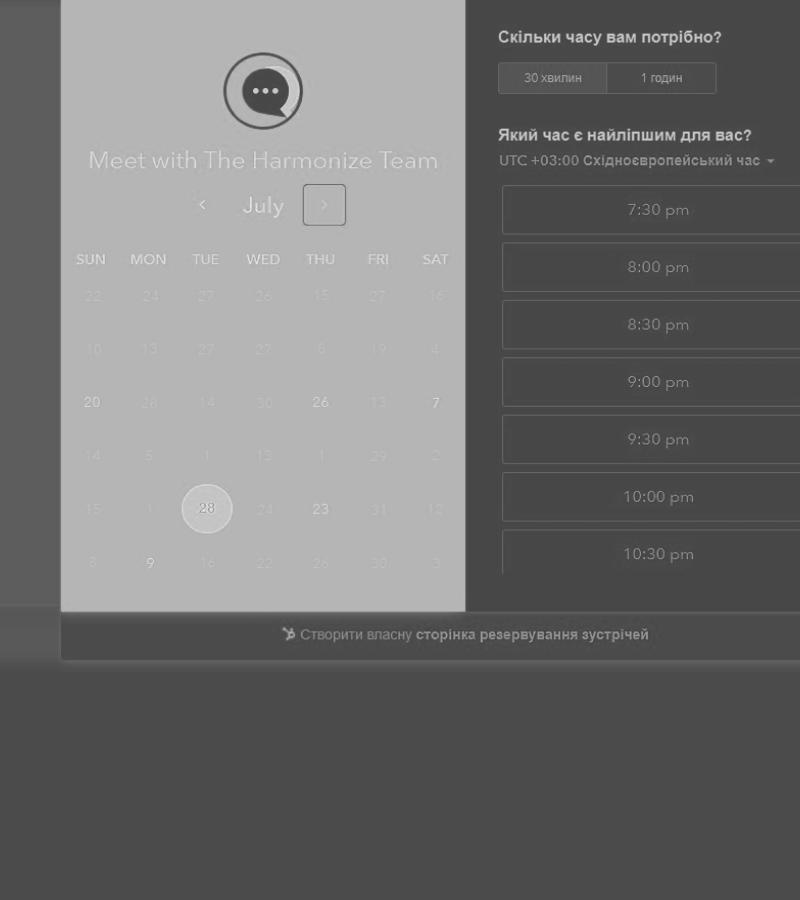 Meet with The Harmonize Team
July
SUN MON TUE WED THU FRI SAT
22 24 27 26 15 27 16
10 13 27 27 6 19 4
20 28 14 30 26 13 7
14 5 1 13 1 29 2
15 1 28 24 23 31 12
8 9 16 22 26 30 3
Скільки часу вам потрібно?
30 хвилин 1 годин
Який час є найліпшим для вас?
UTC +03:00 Східноєвропейський час
7:30 pm
8:00 pm
8:30 pm
9:00 pm
9:30 pm
10:00 pm
10:30 pm
Створити власну сторінка резервування зустрічей